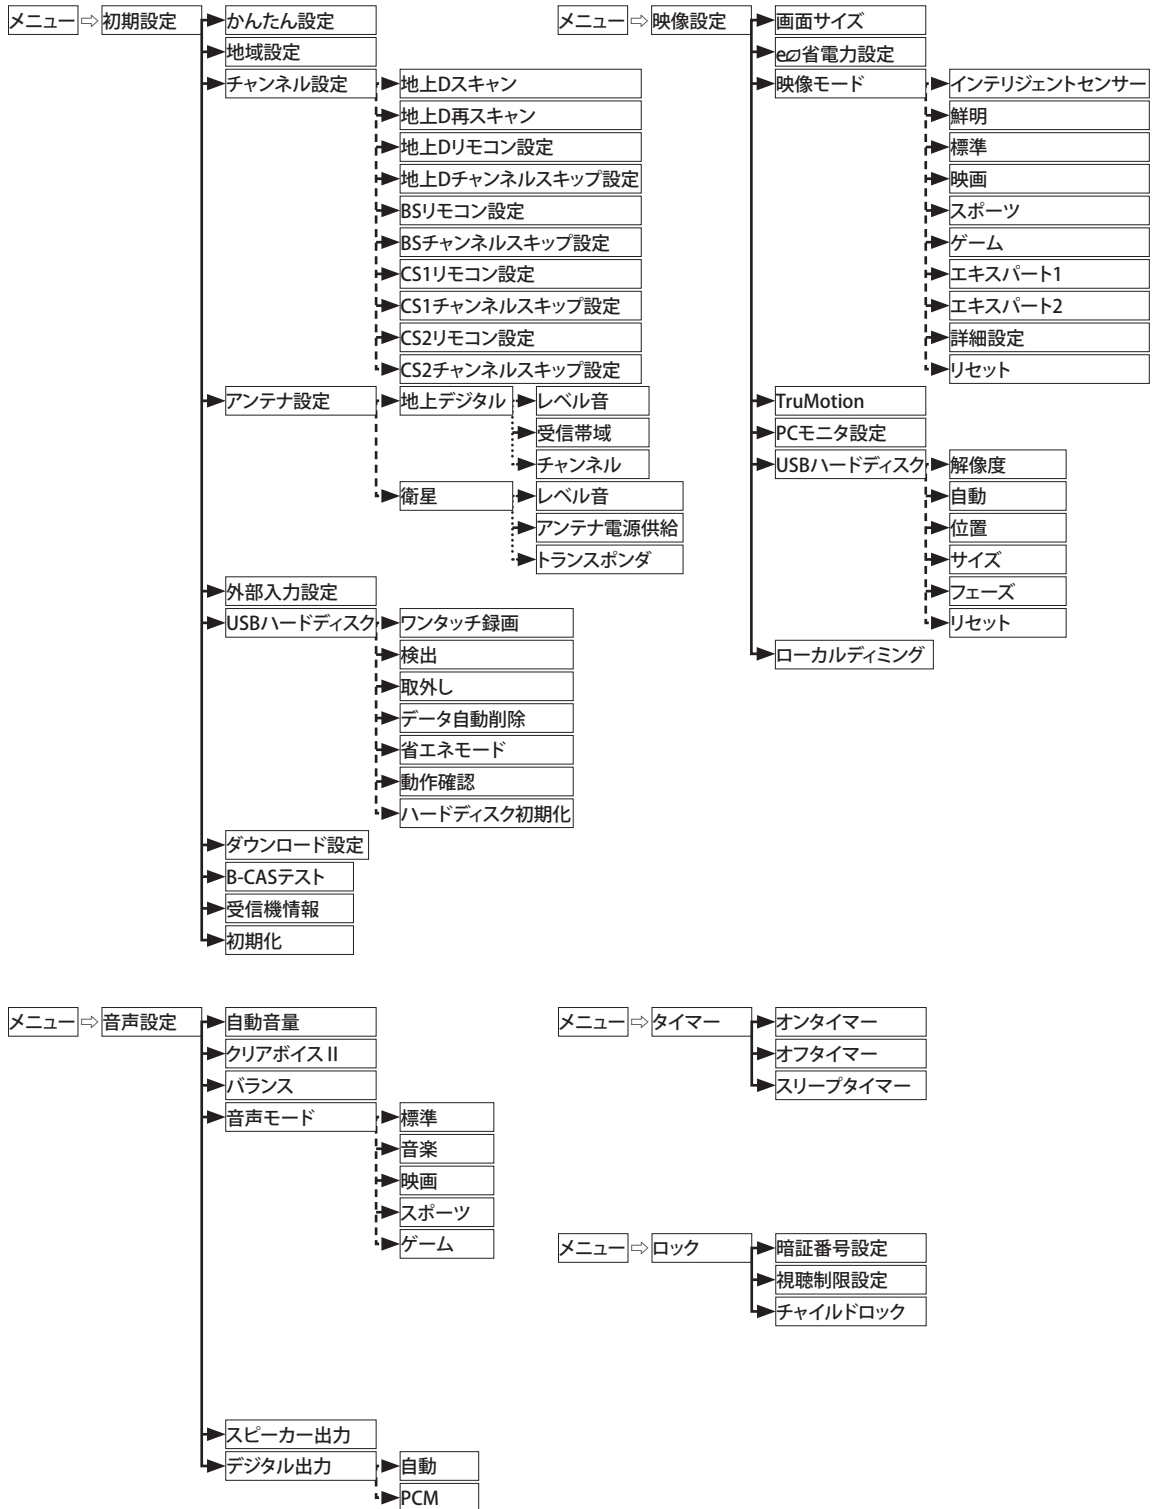 メニュー ⇨ 初期設定
かんたん設定
地域設定
チャンネル設定
地上Dスキャン
地上D再スキャン
地上Dリモコン設定
地上Dチャンネルスキップ設定
BSリモコン設定
BSチャンネルスキップ設定
CS1リモコン設定
CS1チャンネルスキップ設定
CS2リモコン設定
CS2チャンネルスキップ設定
アンテナ設定
地上デジタル
レベル音
受信帯域
チャンネル
衛星
レベル音
アンテナ電源供給
トランスポンダ
外部入力設定
USBハードディスク
ワンタッチ録画
検出
取外し
データ自動削除
省エネモード
動作確認
ハードディスク初期化
ダウンロード設定
B-CASテスト
受信機情報
初期化
メニュー ⇨ 映像設定
画面サイズ
e省電力設定
映像モード
インテリジェントセンサー
鮮明
標準
映画
スポーツ
ゲーム
エキスパート1
エキスパート2
詳細設定
リセット
TruMotion
PCモニタ設定
USBハードディスク
解像度
自動
位置
サイズ
フェーズ
リセット
ローカルディミング
メニュー ⇨ 音声設定
自動音量
クリアボイスⅡ
バランス
音声モード
標準
音楽
映画
スポーツ
ゲーム
スピーカー出力
デジタル出力
自動
PCM
メニュー ⇨ タイマー
オンタイマー
オフタイマー
スリープタイマー
メニュー ⇨ ロック
暗証番号設定
視聴制限設定
チャイルドロック